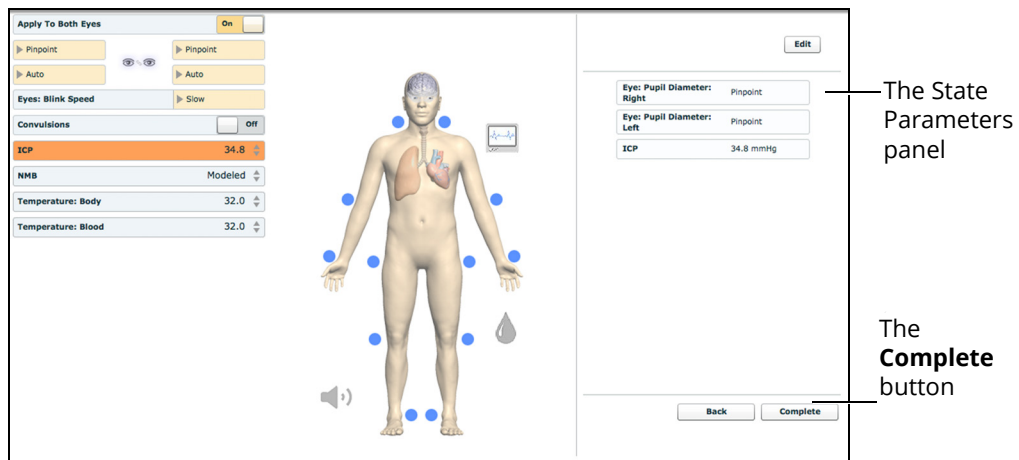 Apply To Both Eyes On
Pinpoint Pinpoint
Auto Auto
Eyes: Blink Speed Slow
Convulsions Off
ICP 34.8
NMB Modeled
Temperature: Body 32.0
Temperature: Blood 32.0
Edit
Eye: Pupil Diameter:
Right Pinpoint
Eye: Pupil Diameter:
Left Pinpoint
ICP 34.8 mmHg
Back Complete
The State
Parameters
panel
The
Complete
button